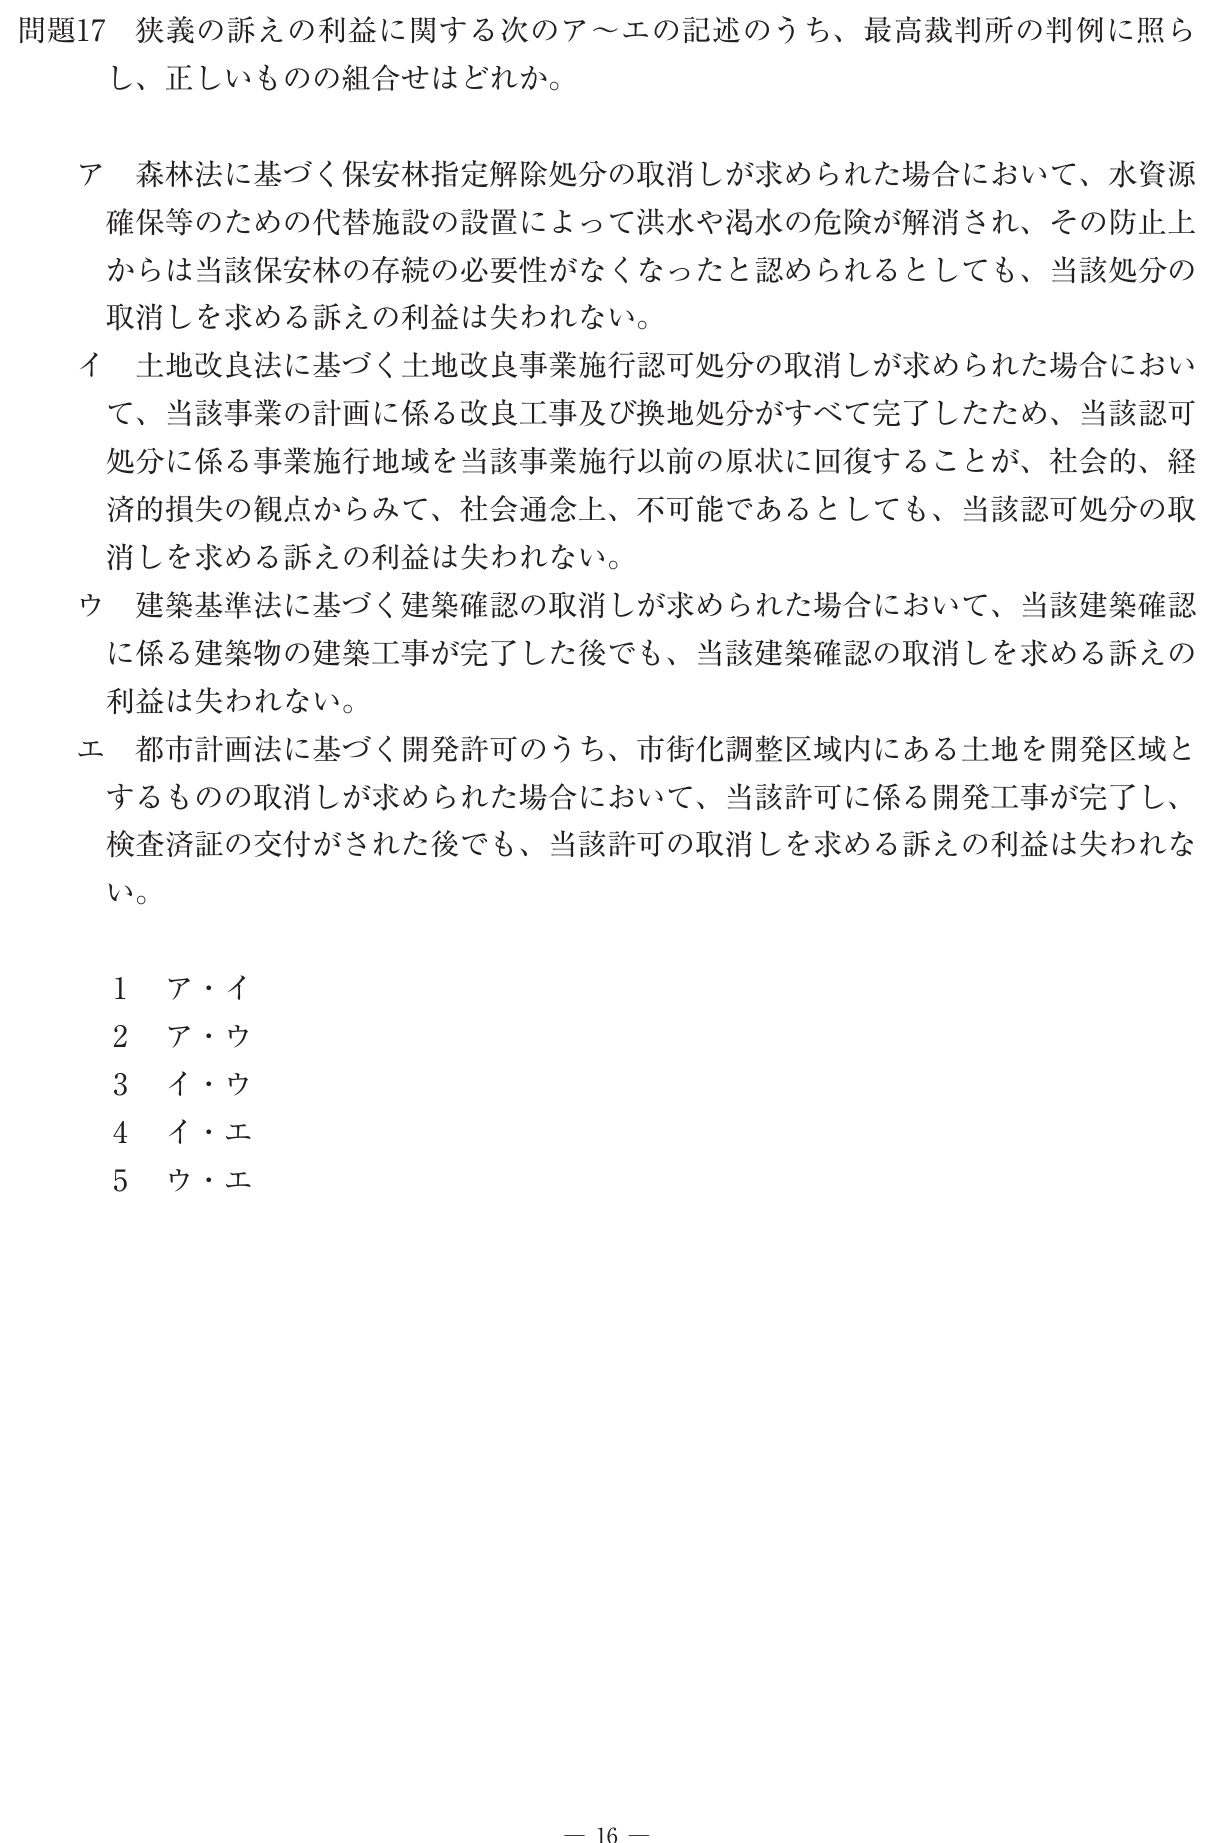 問題17　狭義の訴えの利益に関する次のア〜エの記述のうち、最高裁判所の判例に照ら
し、正しいものの組合せはどれか。
ア　森林法に基づく保安林指定解除処分の取消しが求められた場合において、水資源
確保等のための代替施設の設置によって洪水や渇水の危険が解消され、その防止上
からは当該保安林の存続の必要性がなくなったと認められるとしても、当該処分の
取消しを求める訴えの利益は失われない。
イ　土地改良法に基づく土地改良事業施行認可処分の取消しが求められた場合におい
て、当該事業の計画に係る改良工事及び換地処分がすべて完了したため、当該認可
処分に係る事業施行地域を当該事業施行以前の原状に回復することが、社会的、経
済的損失の観点からみて、社会通念上、不可能であるとしても、当該認可処分の取
消しを求める訴えの利益は失われない。
ウ　建築基準法に基づく建築確認の取消しが求められた場合において、当該建築確認
に係る建築物の建築工事が完了した後でも、当該建築確認の取消しを求める訴えの
利益は失われない。
エ　都市計画法に基づく開発許可のうち、市街化調整区域内にある土地を開発区域と
するものの取消しが求められた場合において、当該許可に係る開発工事が完了し、
検査済証の交付がされた後でも、当該許可の取消しを求める訴えの利益は失われな
い。
1　ア・イ
2　ア・ウ
3　イ・ウ
4　イ・エ
5　ウ・エ
― 16 ―